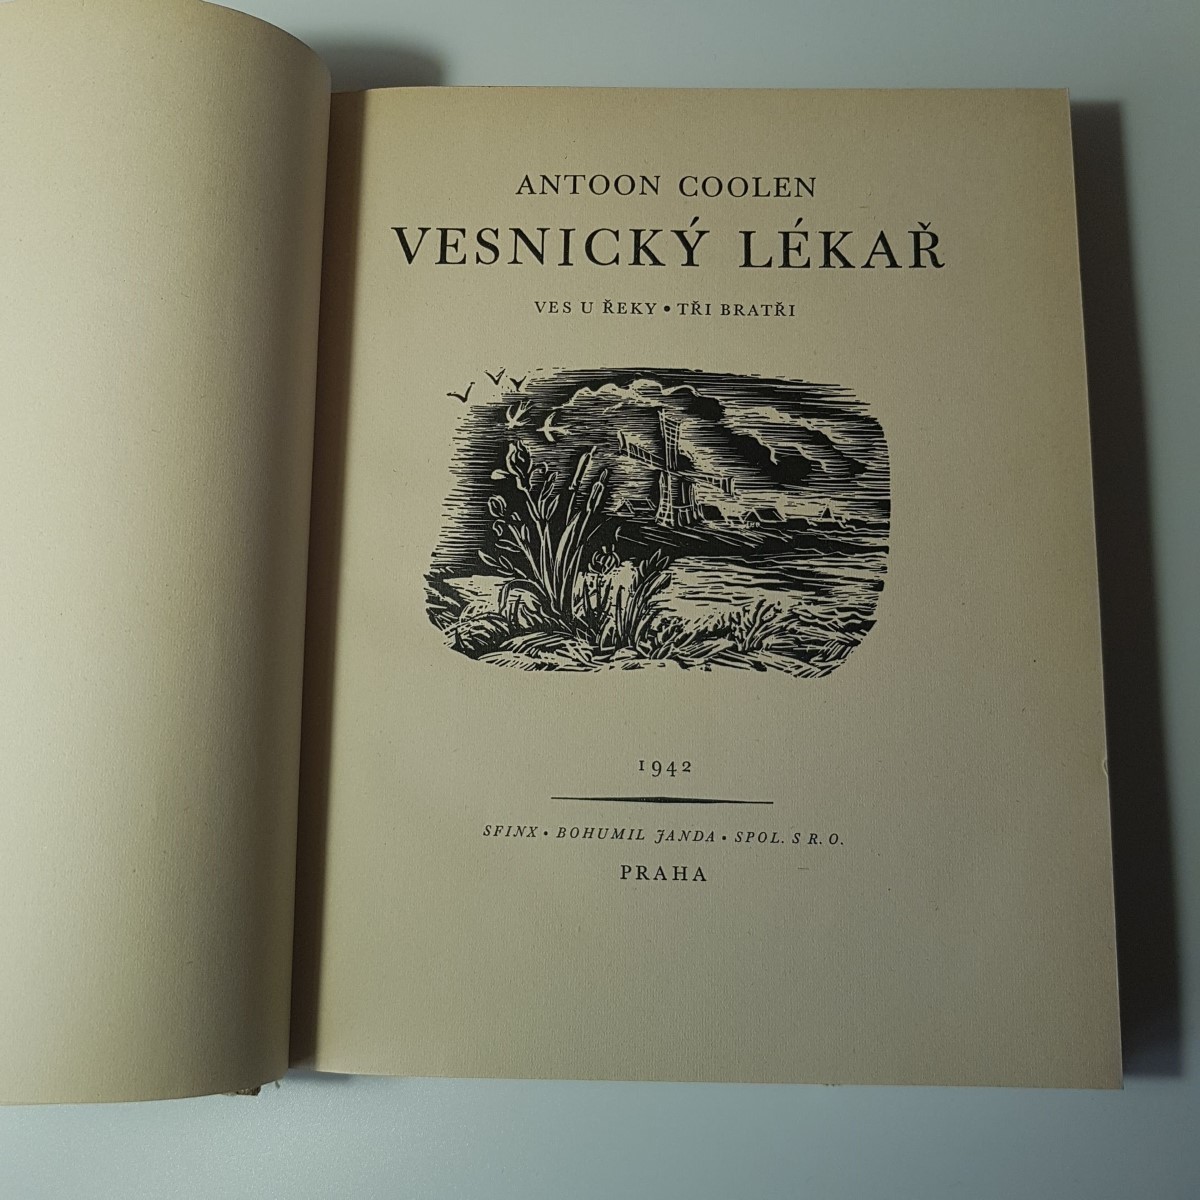 ANTOON COOLEN
VESNICKÝ LÉKAŘ
VES U ŘEKY • TŘI BRATŘI
1942
SFINX • BOHUMIL JANDA • SPOL. S R. O.
PRAHA